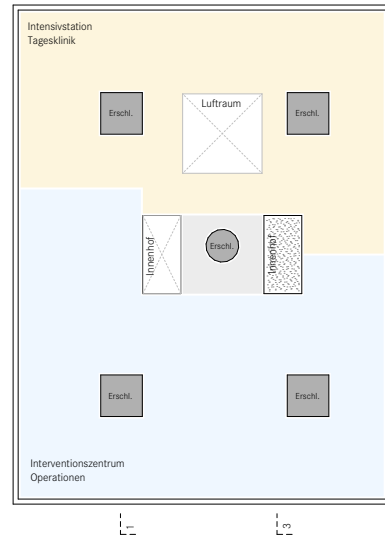 Intensivstation
Tagesklinik
Luftraum
Erschl.
Erschl.
Innenhof
Erschl.
Innenhof
Erschl.
Erschl.
Interventionszentrum
Operationen
1
3